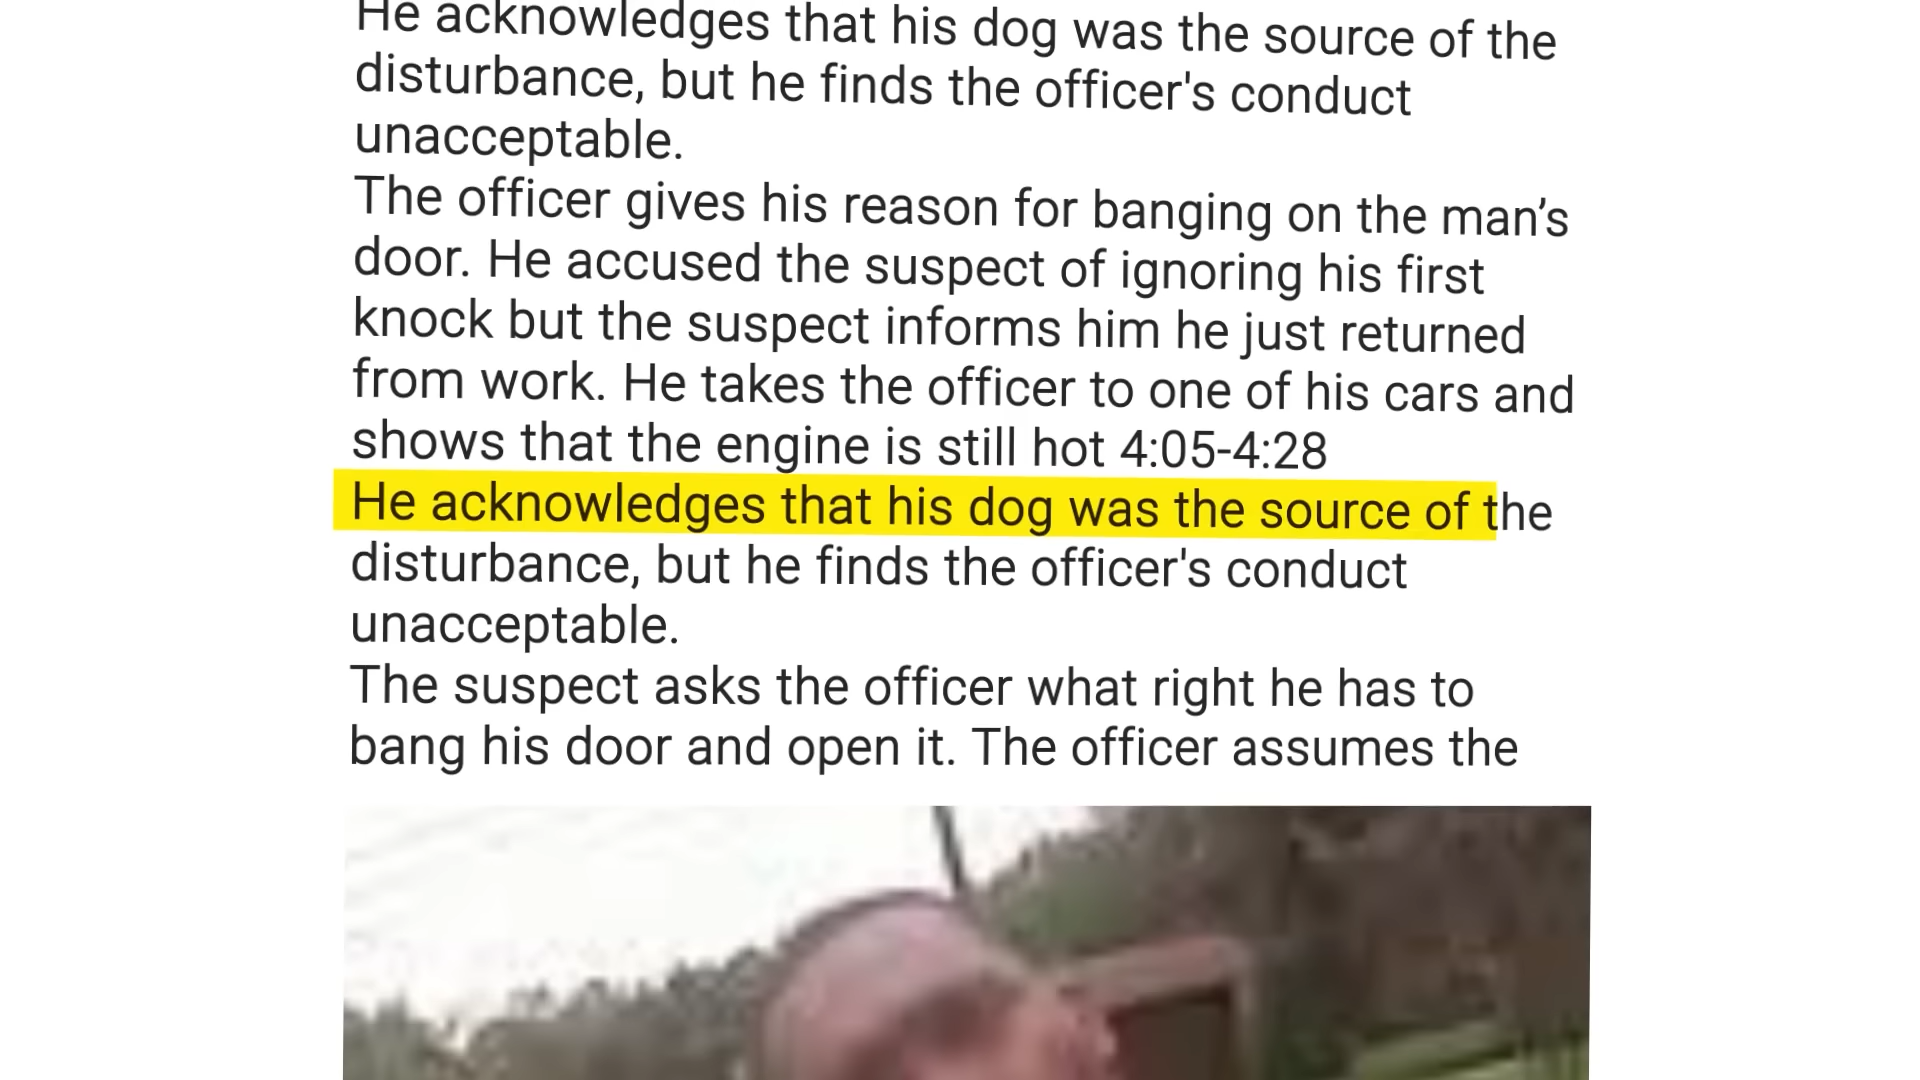 He acknowledges that his dog was the source of the
disturbance, but he finds the officer's conduct
unacceptable.
The officer gives his reason for banging on the man’s
door. He accused the suspect of ignoring his first
knock but the suspect informs him he just returned
from work. He takes the officer to one of his cars and
shows that the engine is still hot 4:05-4:28
He acknowledges that his dog was the source of the
disturbance, but he finds the officer's conduct
unacceptable.
The suspect asks the officer what right he has to
bang his door and open it. The officer assumes the